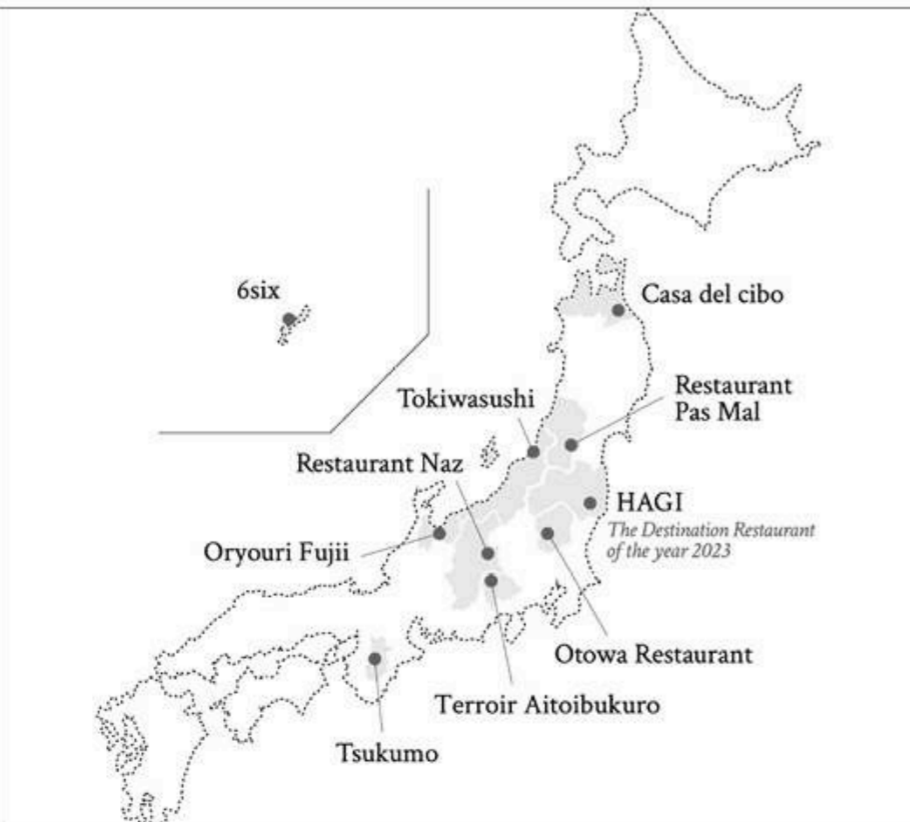 6six
Casa del cibo
Restaurant
Pas Mal
Tokiwasushi
Restaurant Naz
HAGI
The Destination Restaurant
of the year 2023
Oryouri Fujii
Otowa Restaurant
Terroir Aitoibukuro
Tsukumo